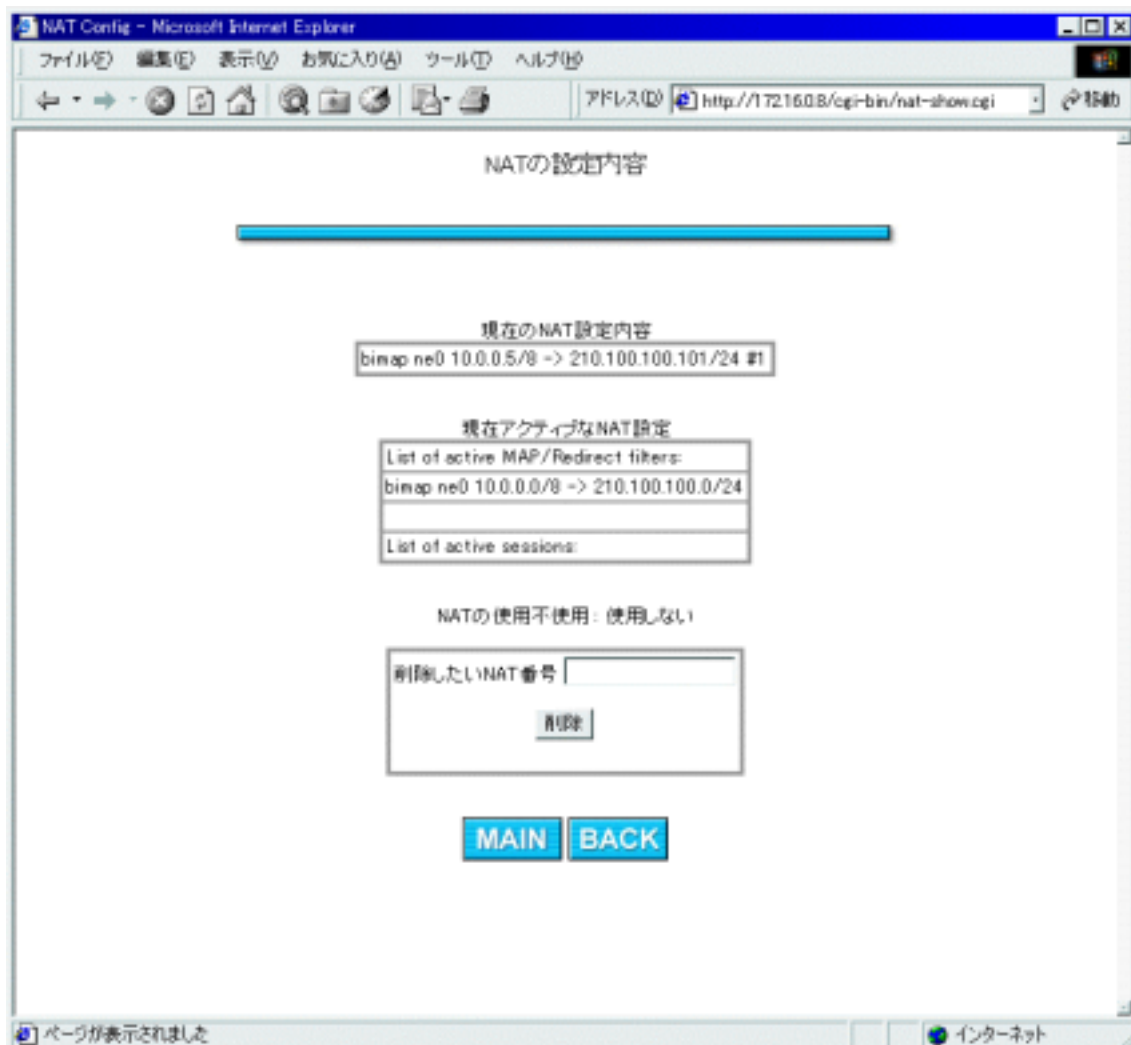 NAT Config - Microsoft Internet Explorer
ファイル(F) 編集(E) 表示(V) お気に入り(A) ツール(T) ヘルプ(H)
アドレス(D) http://172.16.0.8/cgi-bin/nat-show.cgi 移動
NATの設定内容
現在のNAT設定内容
bimap ne0 10.0.0.5/8 -> 210.100.100.101/24 #1
現在アクティブなNAT設定
List of active MAP/Redirect filters:
bimap ne0 10.0.0.0/8 -> 210.100.100.0/24
List of active sessions:
NATの使用不使用: 使用しない
削除したいNAT番号
削除
MAIN BACK
ページが表示されました インターネット